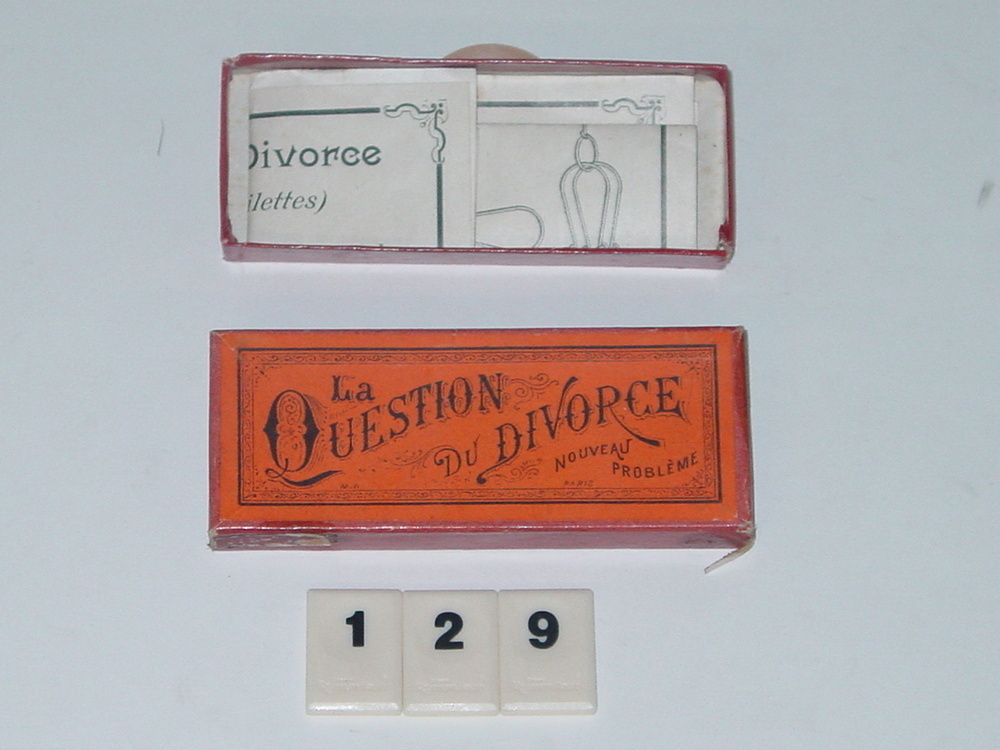 Divorce
ilettes)
La
QUESTION
DU DIVORCE
NOUVEAU
PROBLÈME
PARIS
1 2 9